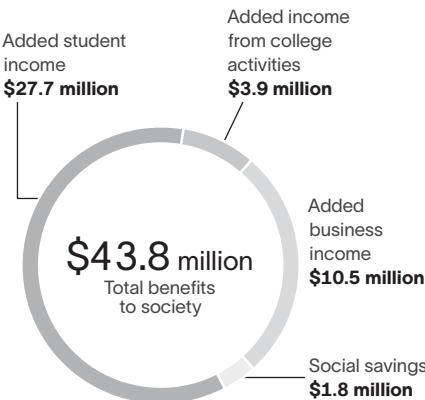 Added student
income
$27.7 million
Added income
from college
activities
$3.9 million
$43.8 million
Total benefits
to society
Added
business
income
$10.5 million
Social savings
$1.8 million